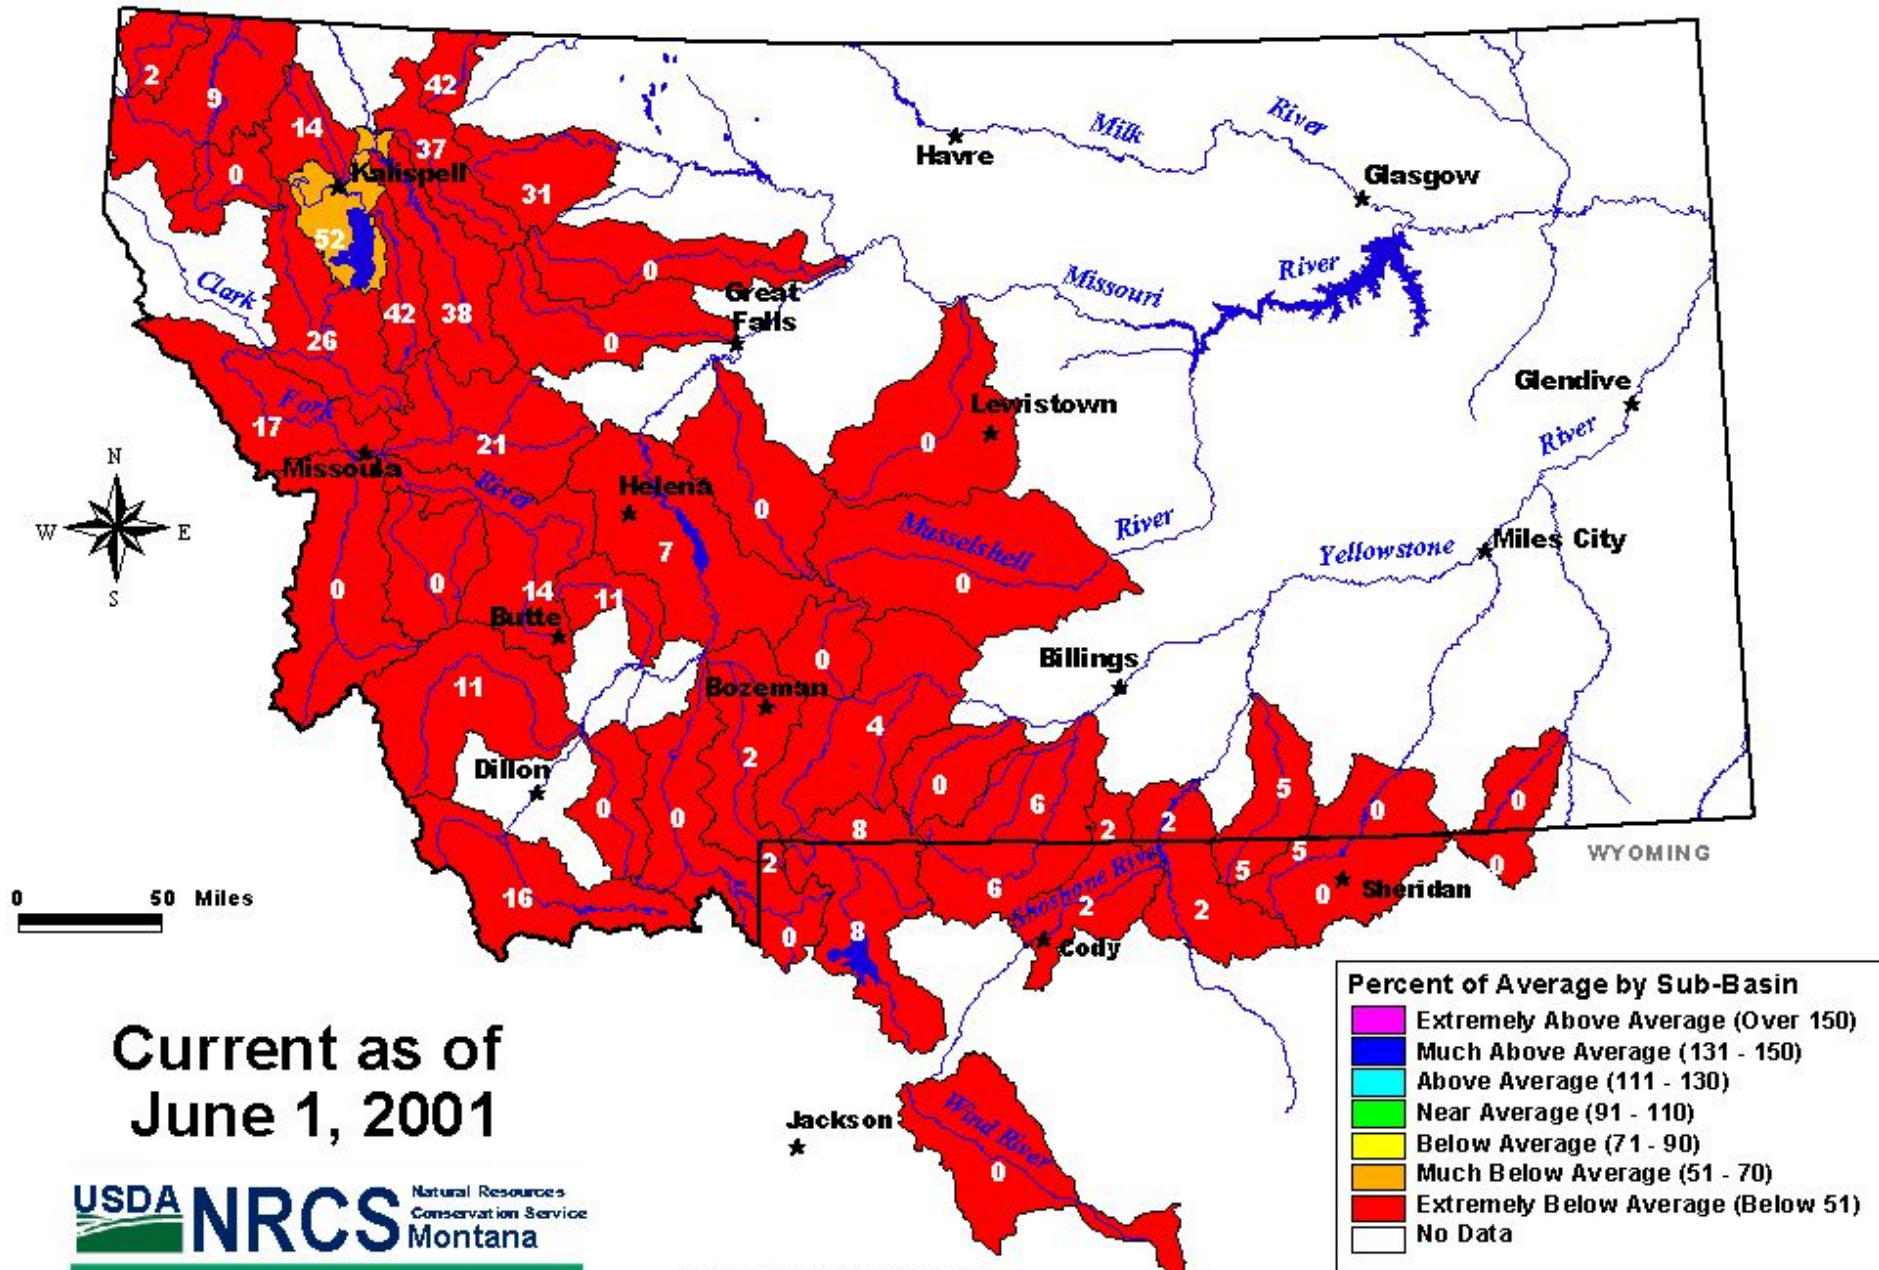 2
9
42
14
37
Kalispell
0
31
52
Havre
Milk
River
Glasgow
Clark
0
Great
Falls
Missouri
River
42
38
26
0
Glendive
River
Lewistown
Fork
17
21
0
Missoula
River
Helena
0
7
Musselshell
River
0
Yellowstone
Miles City
N
W
E
S
0
0
14
11
Butte
0
Billings
11
Bozeman
4
2
Dillon
0
0
0
6
2
2
5
0
0
8
2
WYOMING
16
6
Shoshone River
2
2
5
5
0
Sheridan
0
0
8
Cody
0 50 Miles
Current as of
June 1, 2001
USDA
NRCS
Natural Resources
Conservation Service
Montana
Jackson
Wind River
0
Percent of Average by Sub-Basin
Extremely Above Average (Over 150)
Much Above Average (131 - 150)
Above Average (111 - 130)
Near Average (91 - 110)
Below Average (71 - 90)
Much Below Average (51 - 70)
Extremely Below Average (Below 51)
No Data